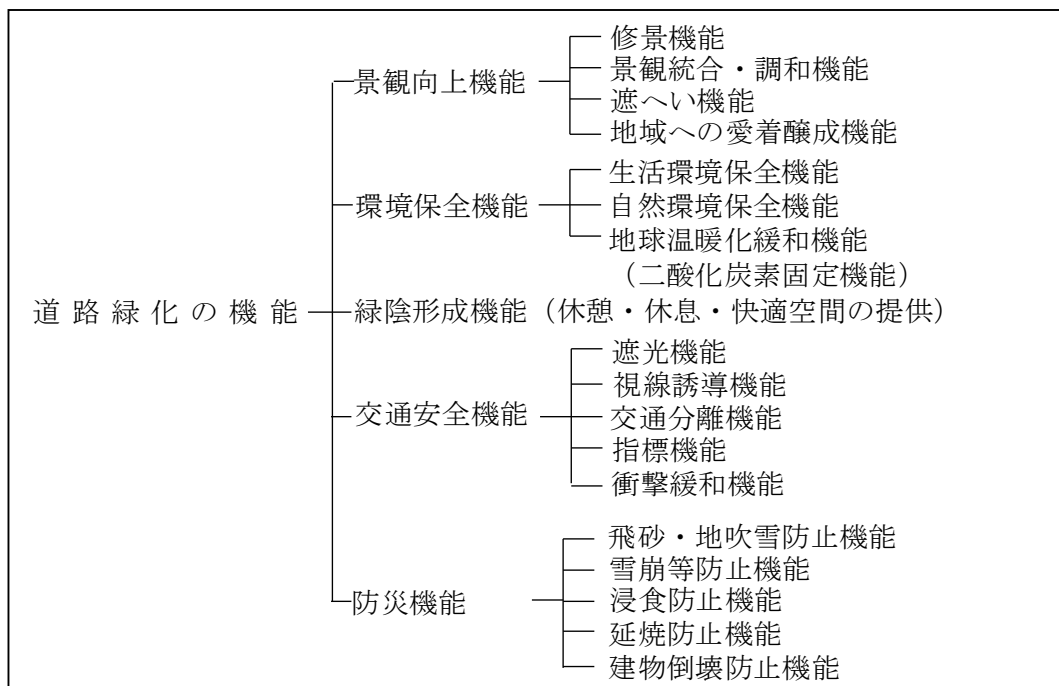 道路緑化の機能
景観向上機能
修景機能
景観統合・調和機能
遮へい機能
地域への愛着醸成機能
環境保全機能
生活環境保全機能
自然環境保全機能
地球温暖化緩和機能
（二酸化炭素固定機能）
緑陰形成機能（休憩・休息・快適空間の提供）
交通安全機能
遮光機能
視線誘導機能
交通分離機能
指標機能
衝撃緩和機能
防災機能
飛砂・地吹雪防止機能
雪崩等防止機能
浸食防止機能
延焼防止機能
建物倒壊防止機能